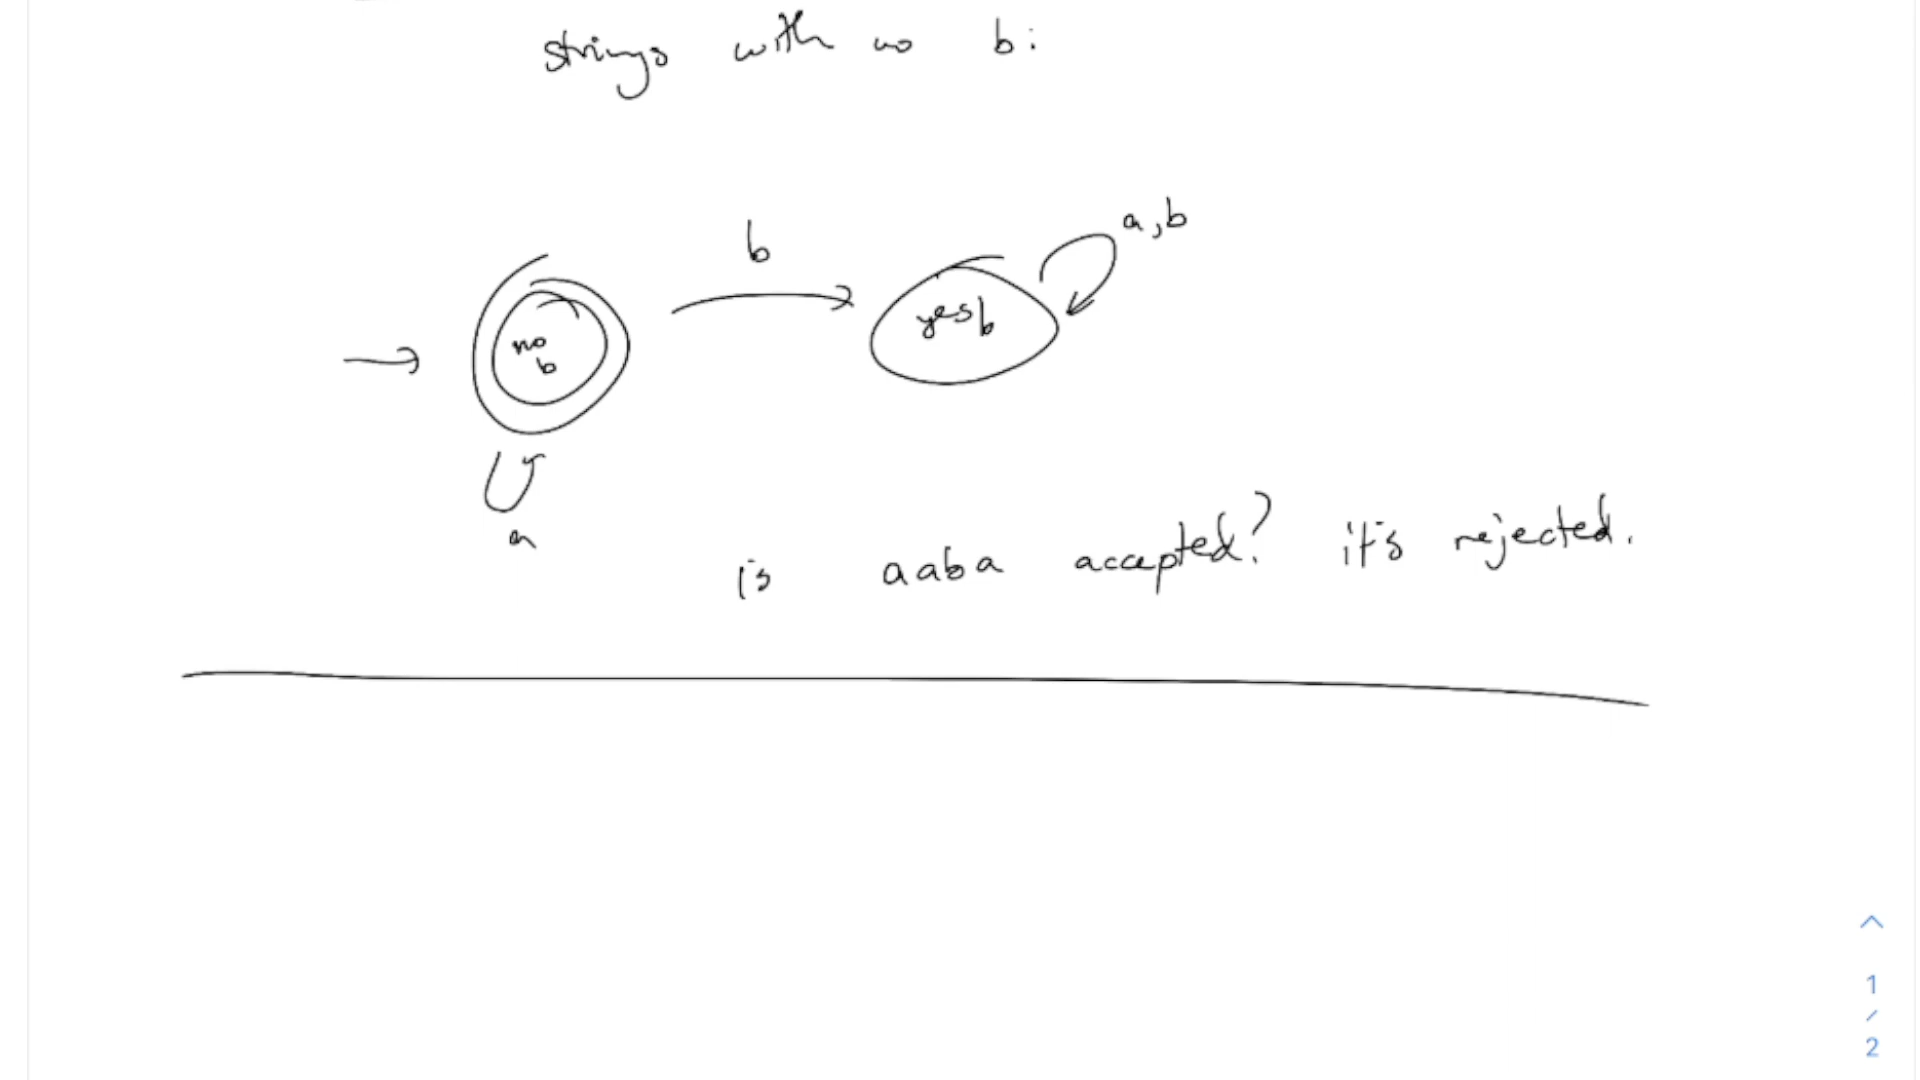 strings with no b:
a,b
b
yes b
no
b
a
is aaba accepted? it's rejected.
1
/
2